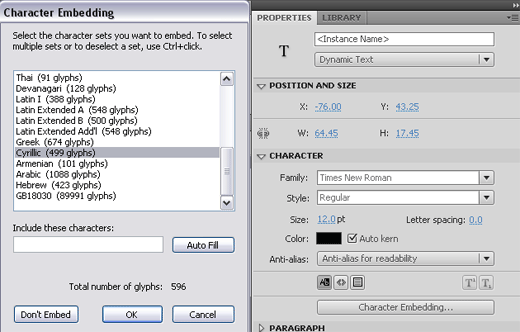 Character Embedding
Select the character sets you want to embed. To select
multiple sets or to deselect a set, use Ctrl+click.
Thai (91 glyphs)
Devanagari (128 glyphs)
Latin I (388 glyphs)
Latin Extended A (548 glyphs)
Latin Extended B (500 glyphs)
Latin Extended Add'l (548 glyphs)
Greek (674 glyphs)
Cyrillic (499 glyphs)
Armenian (101 glyphs)
Arabic (1088 glyphs)
Hebrew (423 glyphs)
GB18030 (89991 glyphs)
Include these characters:
Auto Fill
Total number of glyphs: 596
Don't Embed OK Cancel
PROPERTIES LIBRARY
T <Instance Name>
Dynamic Text
POSITION AND SIZE
X: -76.00 Y: 43.25
W: 64.45 H: 17.45
CHARACTER
Family: Times New Roman
Style: Regular
Size: 12.0 pt Letter spacing: 0.0
Color: Auto kern
Anti-alias: Anti-alias for readability
Character Embedding...
PARAGRAPH